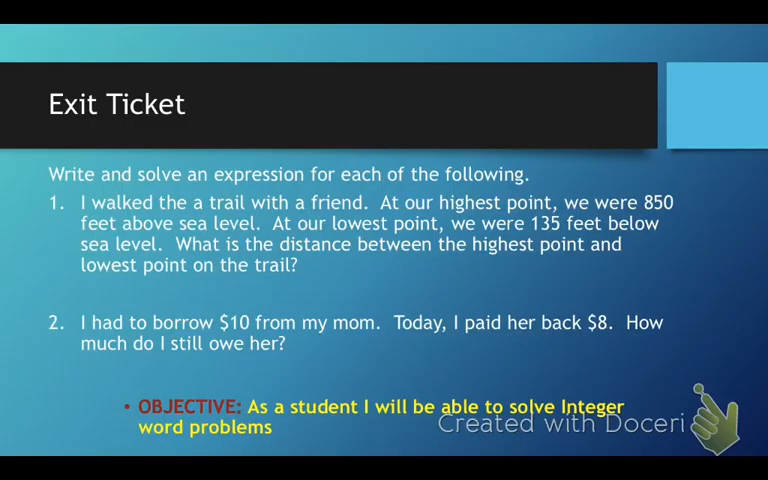 Exit Ticket
Write and solve an expression for each of the following.
1. I walked the a trail with a friend. At our highest point, we were 850
feet above sea level. At our lowest point, we were 135 feet below
sea level. What is the distance between the highest point and
lowest point on the trail?
2. I had to borrow $10 from my mom. Today, I paid her back $8. How
much do I still owe her?
• OBJECTIVE: As a student I will be able to solve Integer
word problems
Created with Doceri